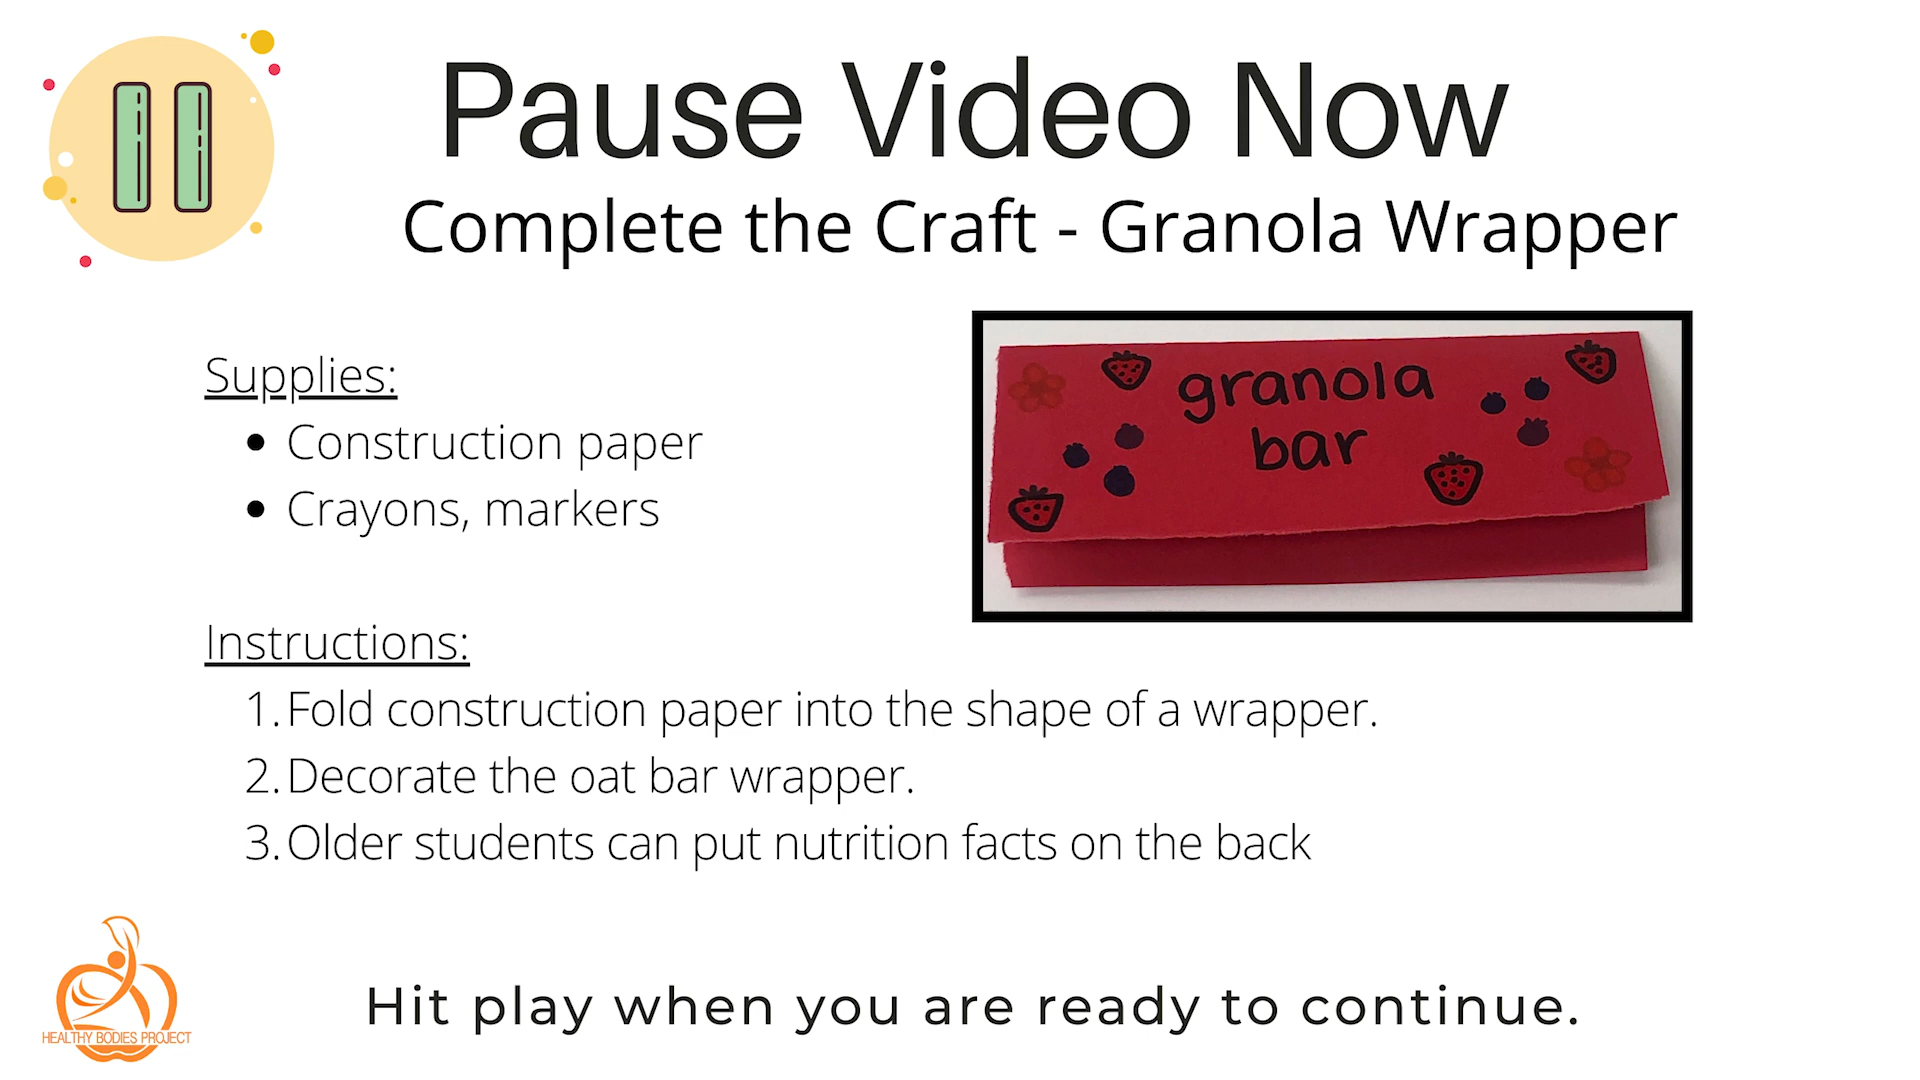 Pause Video Now
Complete the Craft - Granola Wrapper
Supplies:
Construction paper
Crayons, markers
granola
bar
Instructions:
1. Fold construction paper into the shape of a wrapper.
2. Decorate the oat bar wrapper.
3. Older students can put nutrition facts on the back
HEALTHY BODIES PROJECT
Hit play when you are ready to continue.